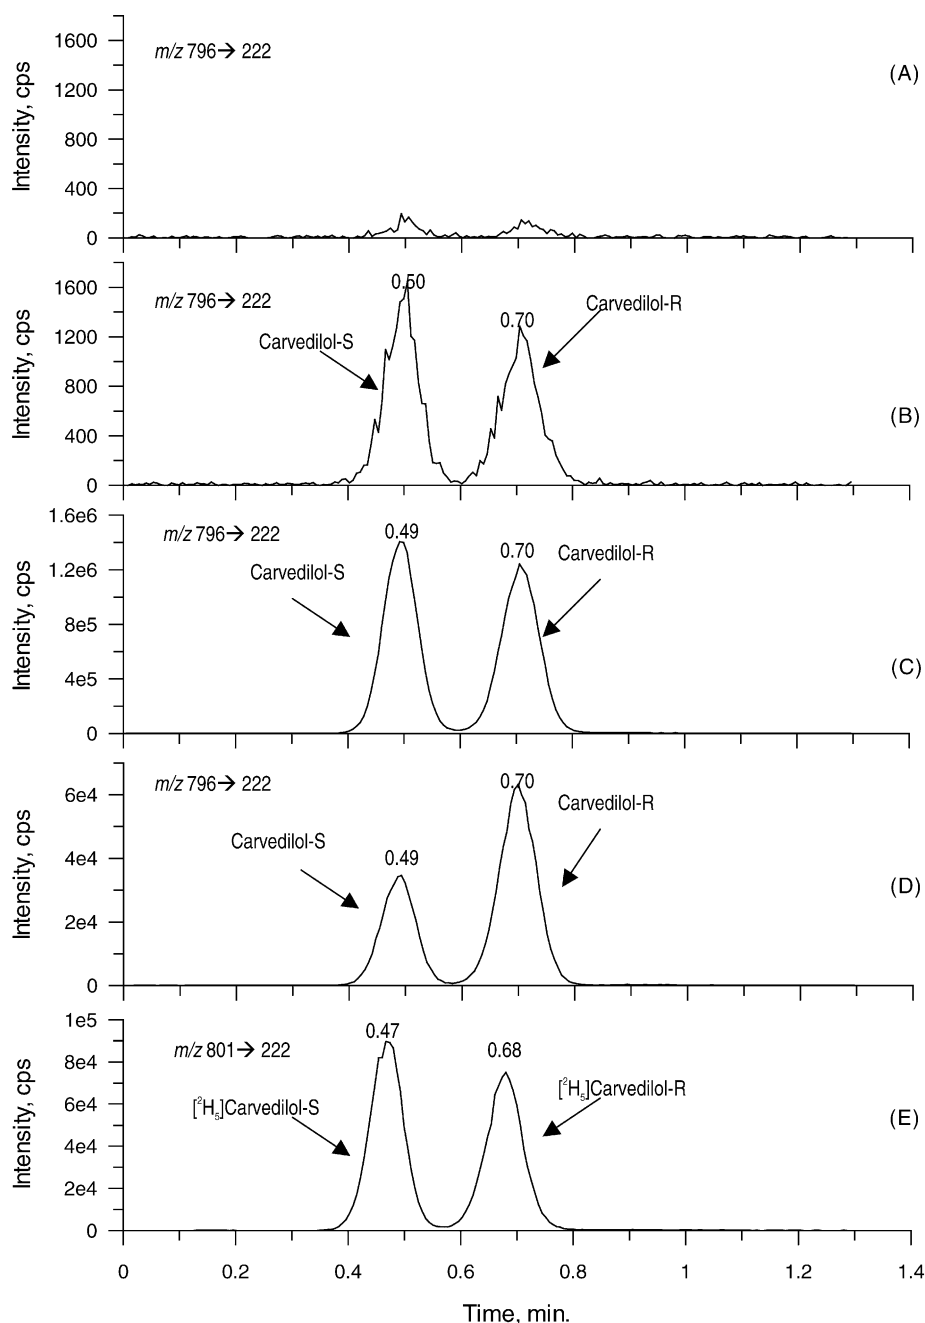 1600
m/z 796→ 222
(A)
1200
800
400
0
Intensity, cps
1600
0.50
m/z 796→ 222
Carvedilol-R
0.70
Carvedilol-S
1200
800
(B)
400
0
Intensity, cps
1.6e6
m/z 796→ 222
0.49
0.70
Carvedilol-R
Carvedilol-S
1.2e6
8e5
(C)
4e5
0
Intensity, cps
m/z 796→ 222
0.70
6e4
Carvedilol-R
Carvedilol-S
0.49
4e4
(D)
2e4
0
Intensity, cps
1e5
0.47
m/z 801→ 222
0.68
8e4
[²H₅]Carvedilol-R
[²H₅]Carvedilol-S
6e4
(E)
4e4
2e4
0
Intensity, cps
0 0.2 0.4 0.6 0.8 1 1.2 1.4
Time, min.